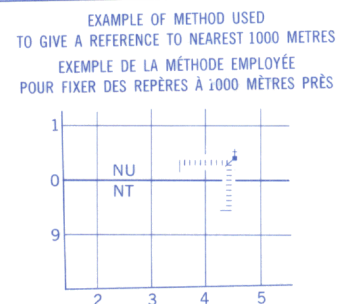 EXAMPLE OF METHOD USED
TO GIVE A REFERENCE TO NEAREST 1000 METRES
EXEMPLE DE LA MÉTHODE EMPLOYÉE
POUR FIXER DES REPÈRES À 1000 MÈTRES PRÈS
1
NU
0
NT
9
2 3 4 5